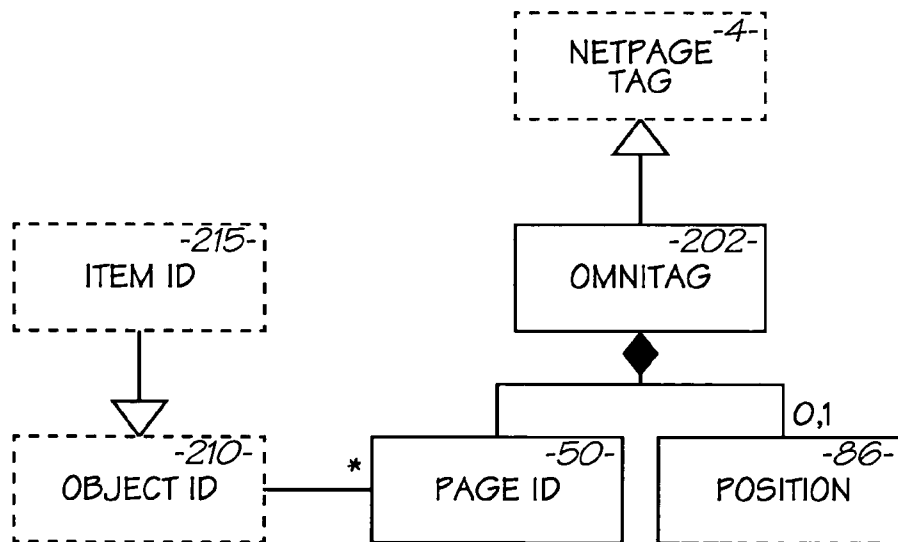 -4-
NETPAGE
TAG
-215-
ITEM ID
-202-
OMNITAG
0,1
-210-
OBJECT ID
*
-50-
PAGE ID
-86-
POSITION